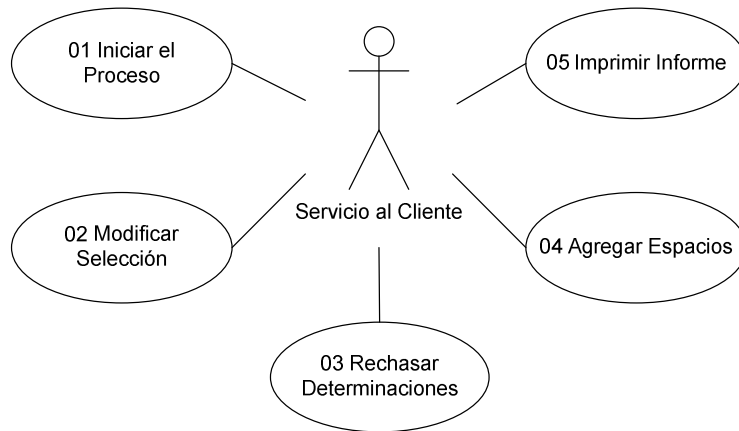 01 Iniciar el
Proceso
05 Imprimir Informe
Servicio al Cliente
02 Modificar
Selección
04 Agregar Espacios
03 Rechasar
Determinaciones